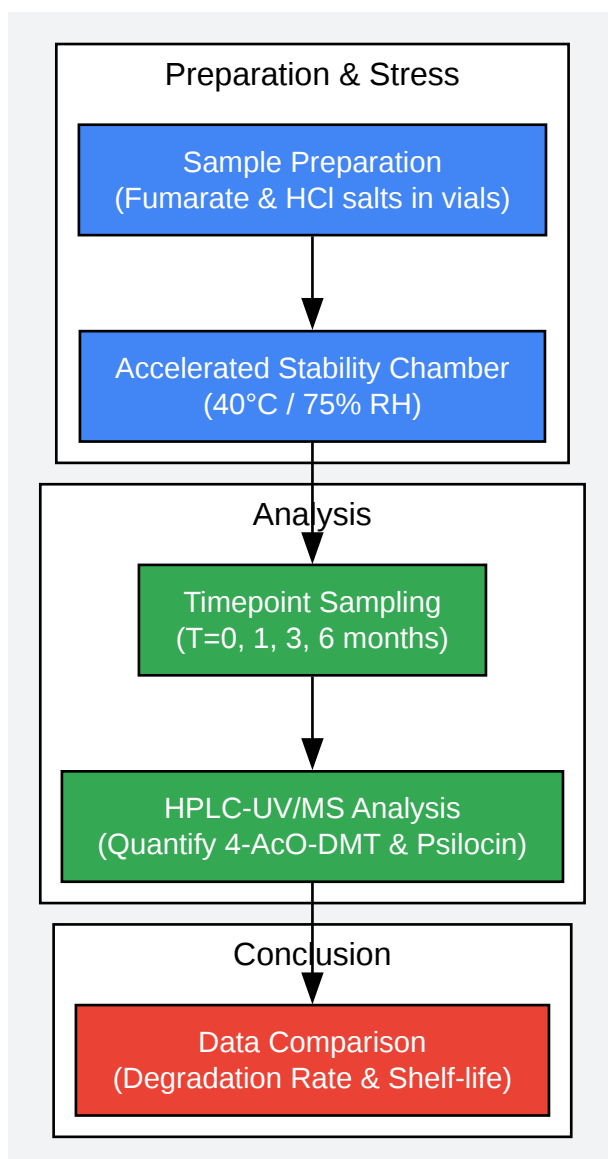 Preparation & Stress
Sample Preparation
(Fumarate & HCl salts in vials)
Accelerated Stability Chamber
(40°C / 75% RH)
Analysis
Timepoint Sampling
(T=0, 1, 3, 6 months)
HPLC-UV/MS Analysis
(Quantify 4-AcO-DMT & Psilocin)
Conclusion
Data Comparison
(Degradation Rate & Shelf-life)